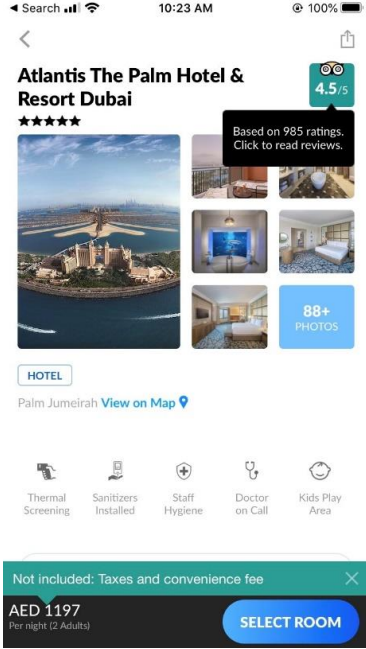 Search
10:23 AM
100%
Atlantis The Palm Hotel &
Resort Dubai
4.5/5
Based on 985 ratings.
Click to read reviews.
88+
PHOTOS
HOTEL
Palm Jumeirah View on Map
Thermal
Screening
Sanitizers
Installed
Staff
Hygiene
Doctor
on Call
Kids Play
Area
Not included: Taxes and convenience fee
AED 1197
Per night (2 Adults)
SELECT ROOM